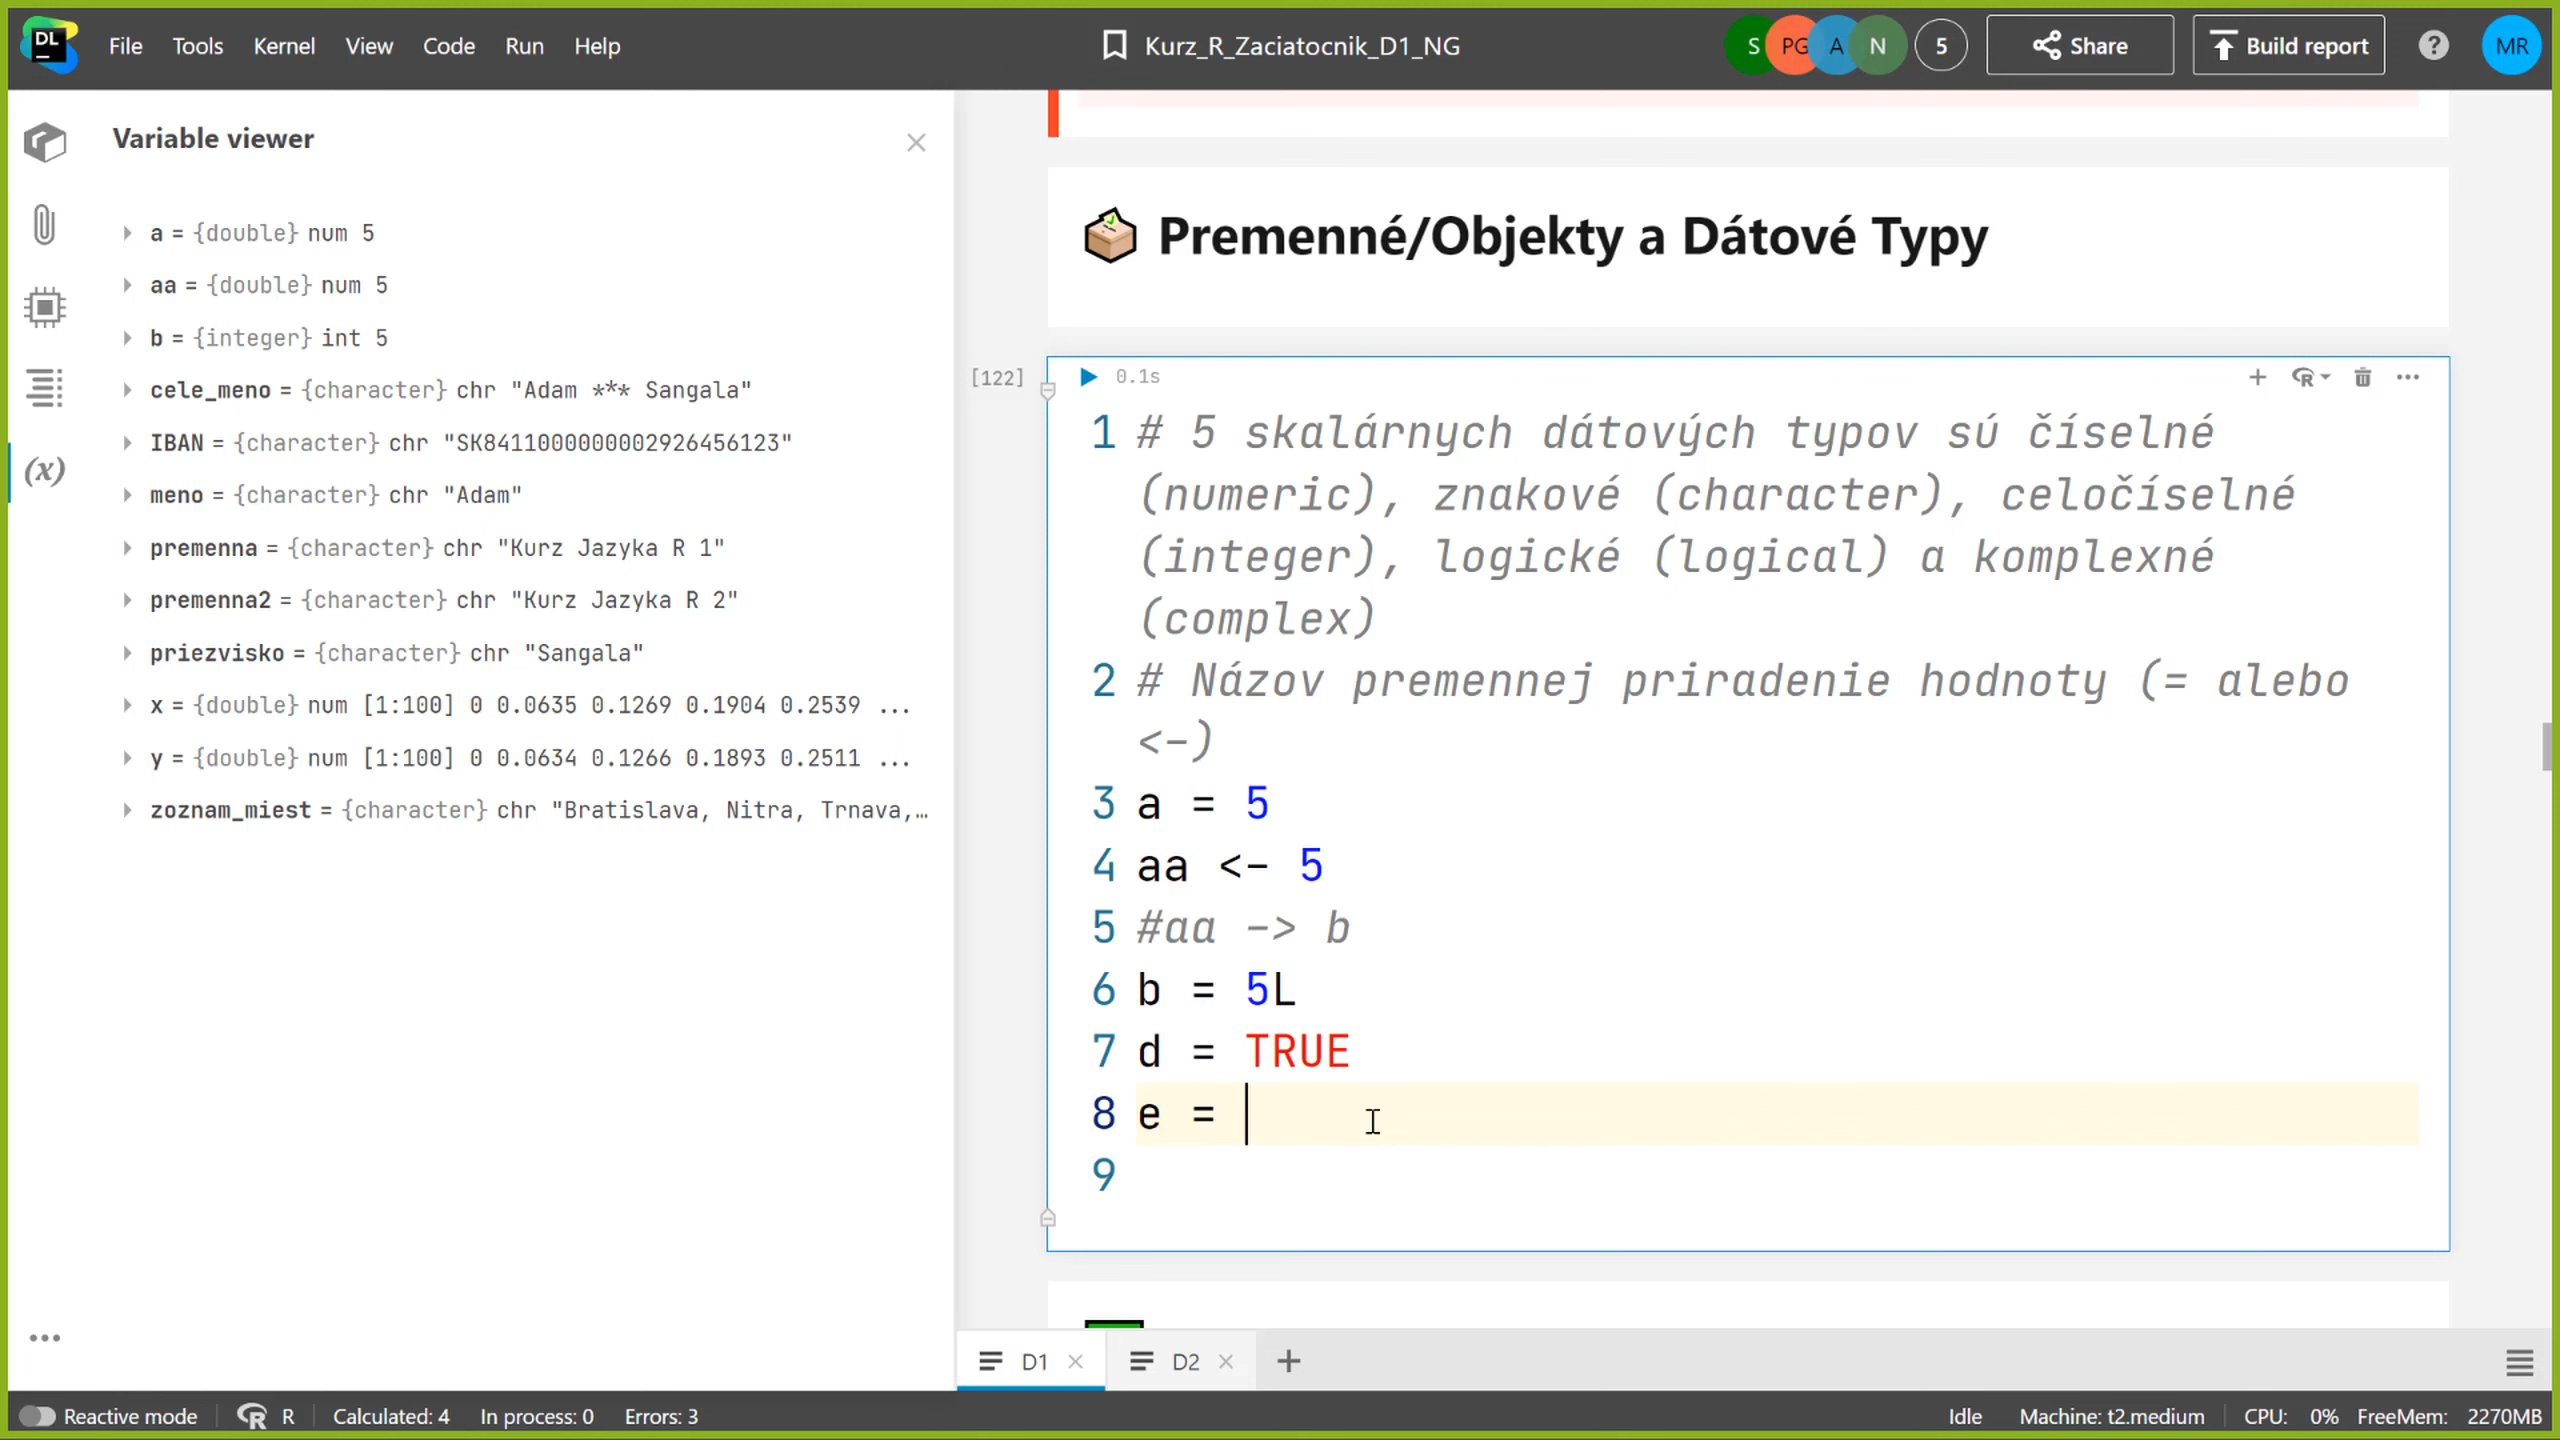 DL
File Tools Kernel View Code Run Help
Kurz_R_Zaciatocnik_D1_NG
S PG A N 5 Share Build report ? MR
Variable viewer
a = {double} num 5
aa = {double} num 5
b = {integer} int 5
cele_meno = {character} chr "Adam *** Sangala"
IBAN = {character} chr "SK8411000000002926456123"
meno = {character} chr "Adam"
premenna = {character} chr "Kurz Jazyka R 1"
premenna2 = {character} chr "Kurz Jazyka R 2"
priezvisko = {character} chr "Sangala"
x = {double} num [1:100] 0 0.0635 0.1269 0.1904 0.2539 ...
y = {double} num [1:100] 0 0.0634 0.1266 0.1893 0.2511 ...
zoznam_miest = {character} chr "Bratislava, Nitra, Trnava,…
(x)
Premenné/Objekty a Dátové Typy
[122] 0.1s
1 # 5 skalárnych dátových typov sú číselné
(numeric), znakové (character), celočíselné
(integer), logické (logical) a komplexné
(complex)
2 # Názov premennej priradenie hodnoty (= alebo
<-)
3 a = 5
4 aa <- 5
5 #aa -> b
6 b = 5L
7 d = TRUE
8 e =
9
D1 D2
Reactive mode R Calculated: 4 In process: 0 Errors: 3 Idle Machine: t2.medium CPU: 0% FreeMem: 2270MB